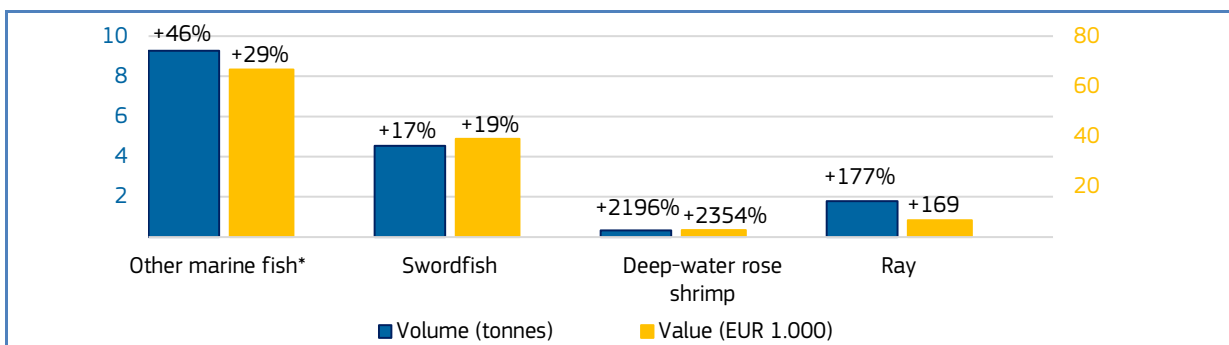 10
8
6
4
2
80
60
40
20
+46%
+29%
+17%
+19%
+2196%
+2354%
+177%
+169
Other marine fish*
Swordfish
Deep-water rose
shrimp
Ray
Volume (tonnes)
Value (EUR 1.000)